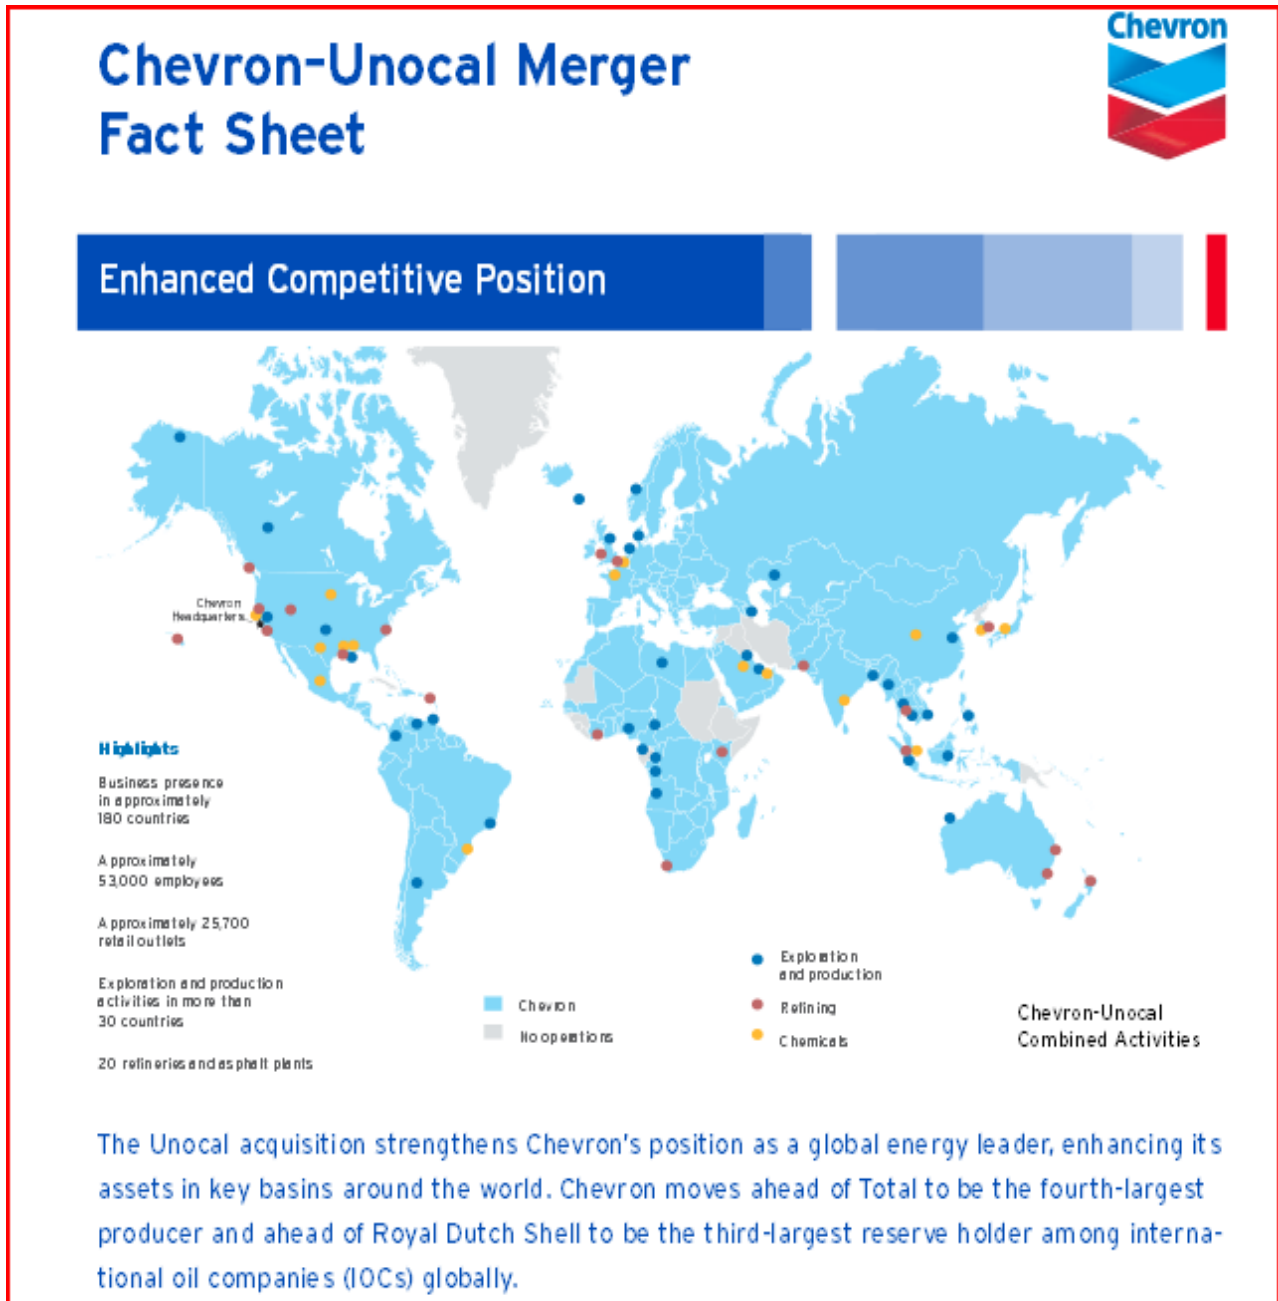 Chevron
Chevron-Unocal Merger
Fact Sheet
Enhanced Competitive Position
Chevron
Headquarters
Highlights
Business presence
in approximately
180 countries
Approximately
53,000 employees
Approximately 25,700
retail outlets
Exploration and production
activities in more than
30 countries
20 refineries and asphalt plants
Chevron
No operations
Exploration
and production
Refining
Chemicals
Chevron-Unocal
Combined Activities
The Unocal acquisition strengthens Chevron's position as a global energy leader, enhancing its
assets in key basins around the world. Chevron moves ahead of Total to be the fourth-largest
producer and ahead of Royal Dutch Shell to be the third-largest reserve holder among interna-
tional oil companies (IOCs) globally.